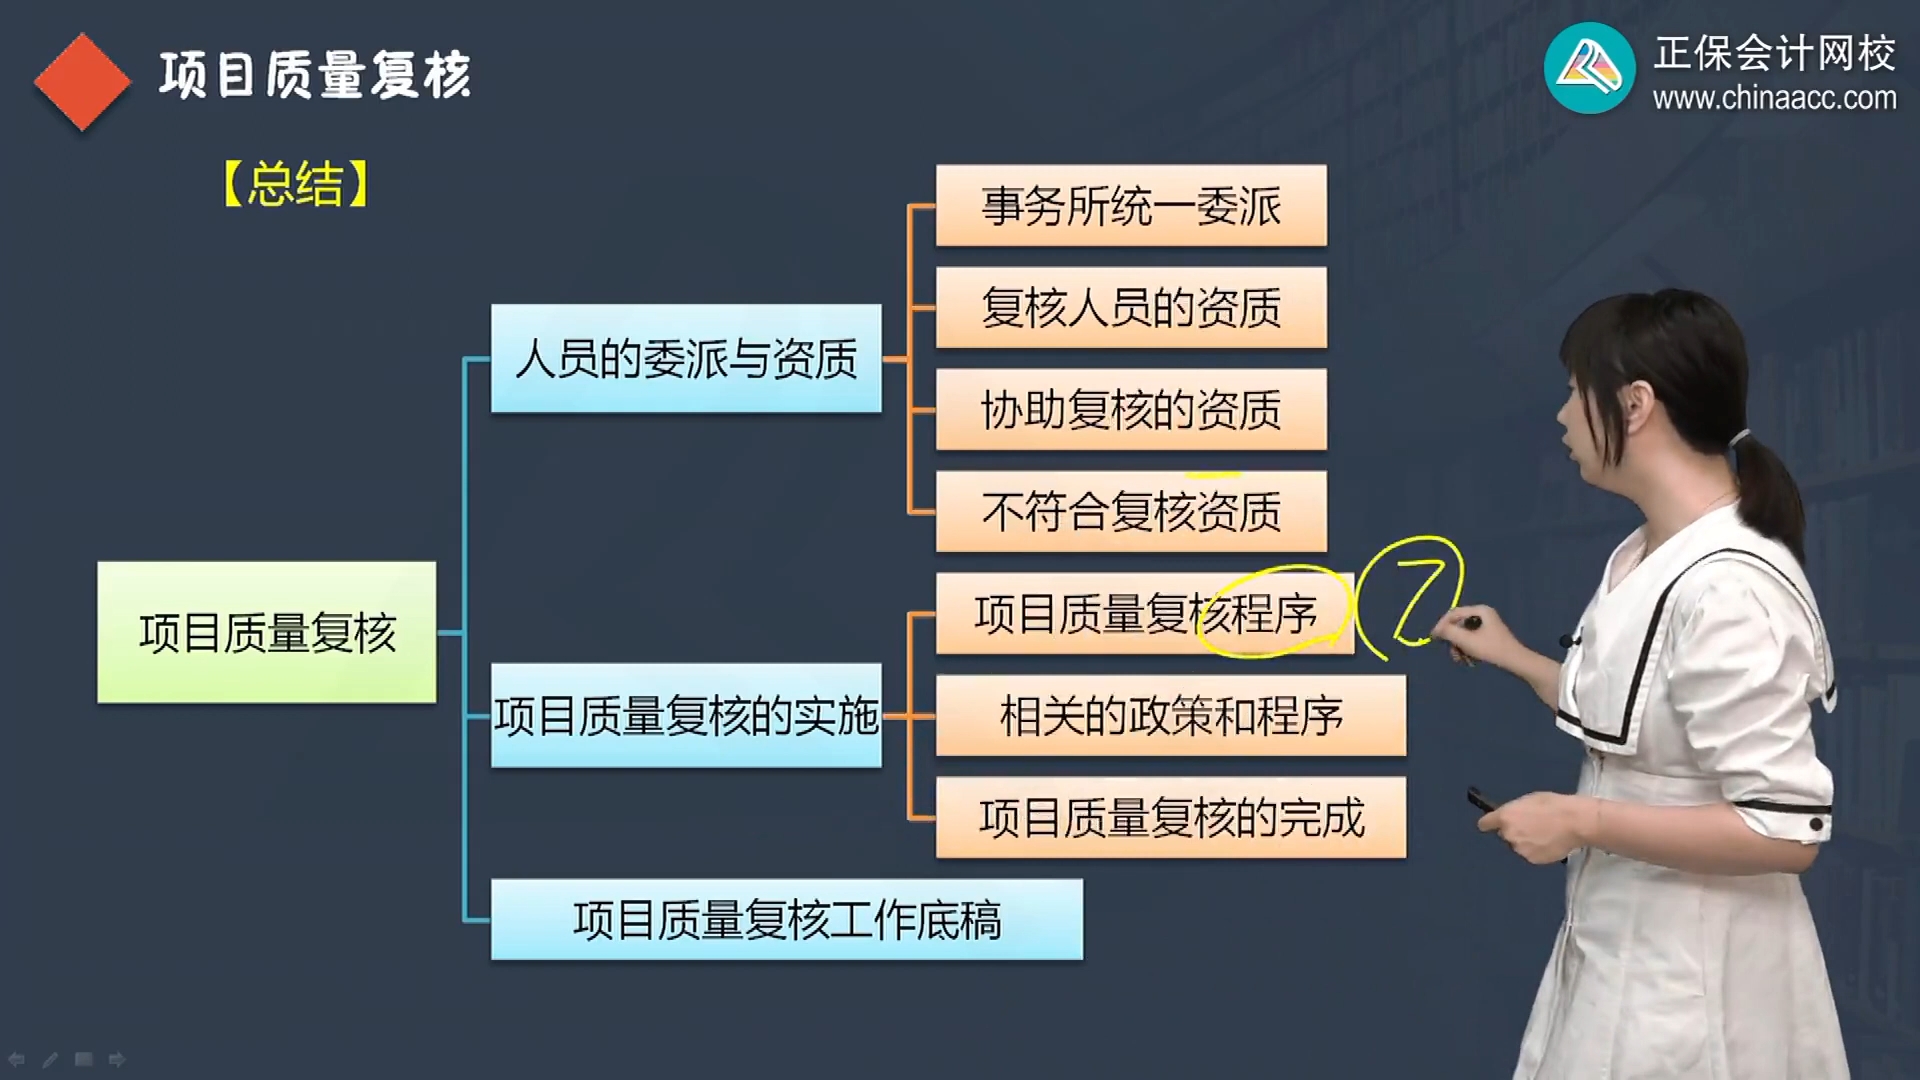 项目质量复核
正保会计网校
www.chinaacc.com
【总结】
项目质量复核
人员的委派与资质
事务所统一委派
复核人员的资质
协助复核的资质
不符合复核资质
项目质量复核的实施
项目质量复核程序
相关的政策和程序
项目质量复核的完成
项目质量复核工作底稿